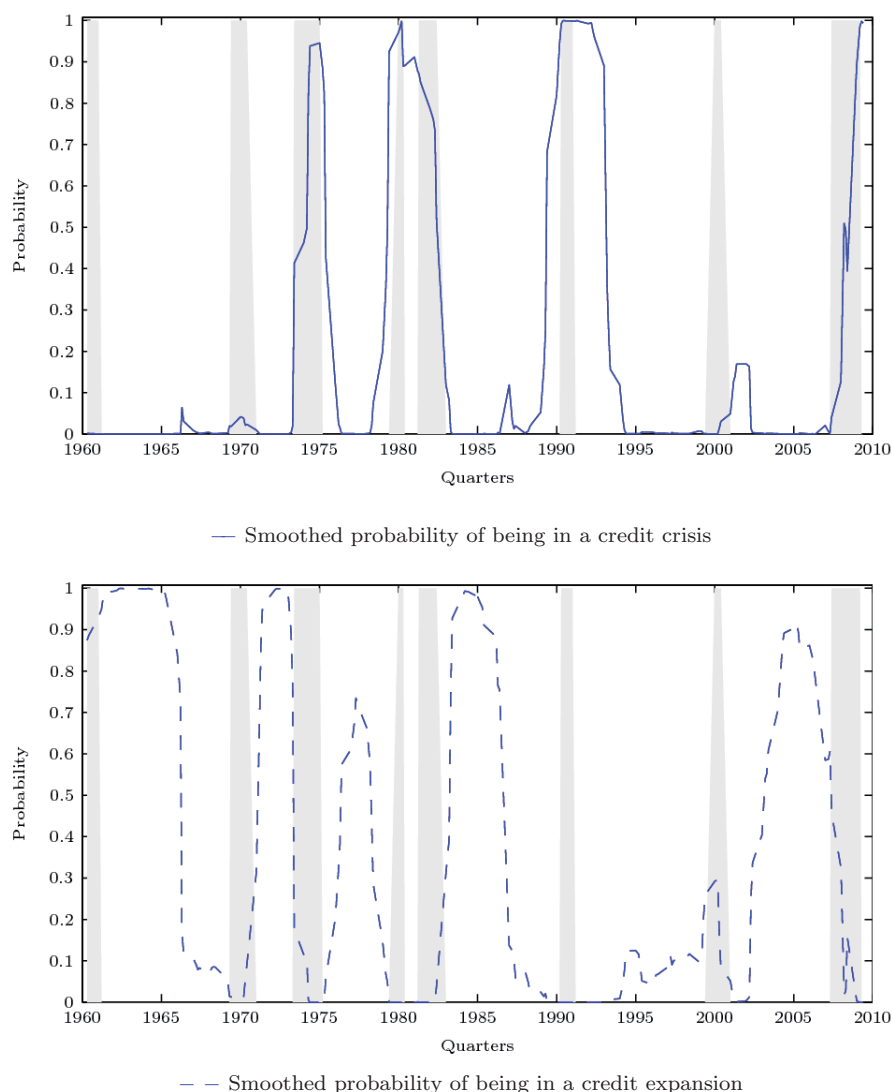 1
0.9
0.8
0.7
0.6
0.5
0.4
0.3
0.2
0.1
0
Probability
1960 1965 1970 1975 1980 1985 1990 1995 2000 2005 2010
Quarters
Smoothed probability of being in a credit crisis
1
0.9
0.8
0.7
0.6
0.5
0.4
0.3
0.2
0.1
0
Probability
1960 1965 1970 1975 1980 1985 1990 1995 2000 2005 2010
Quarters
Smoothed probability of being in a credit expansion